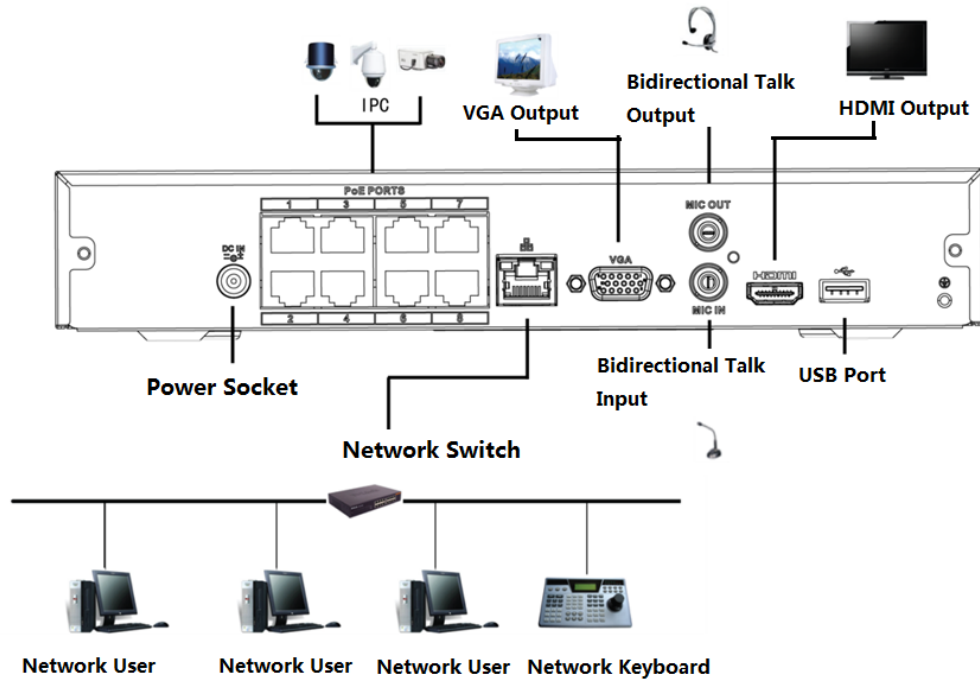 IPC
VGA Output
Bidirectional Talk
Output
HDMI Output
PoE PORTS
1 3 5 7
MIC OUT
DC IN
VGA
HDMI
2 4 6 8
MIC IN
Power Socket
Bidirectional Talk
Input
USB Port
Network Switch
Network User
Network User
Network User
Network Keyboard